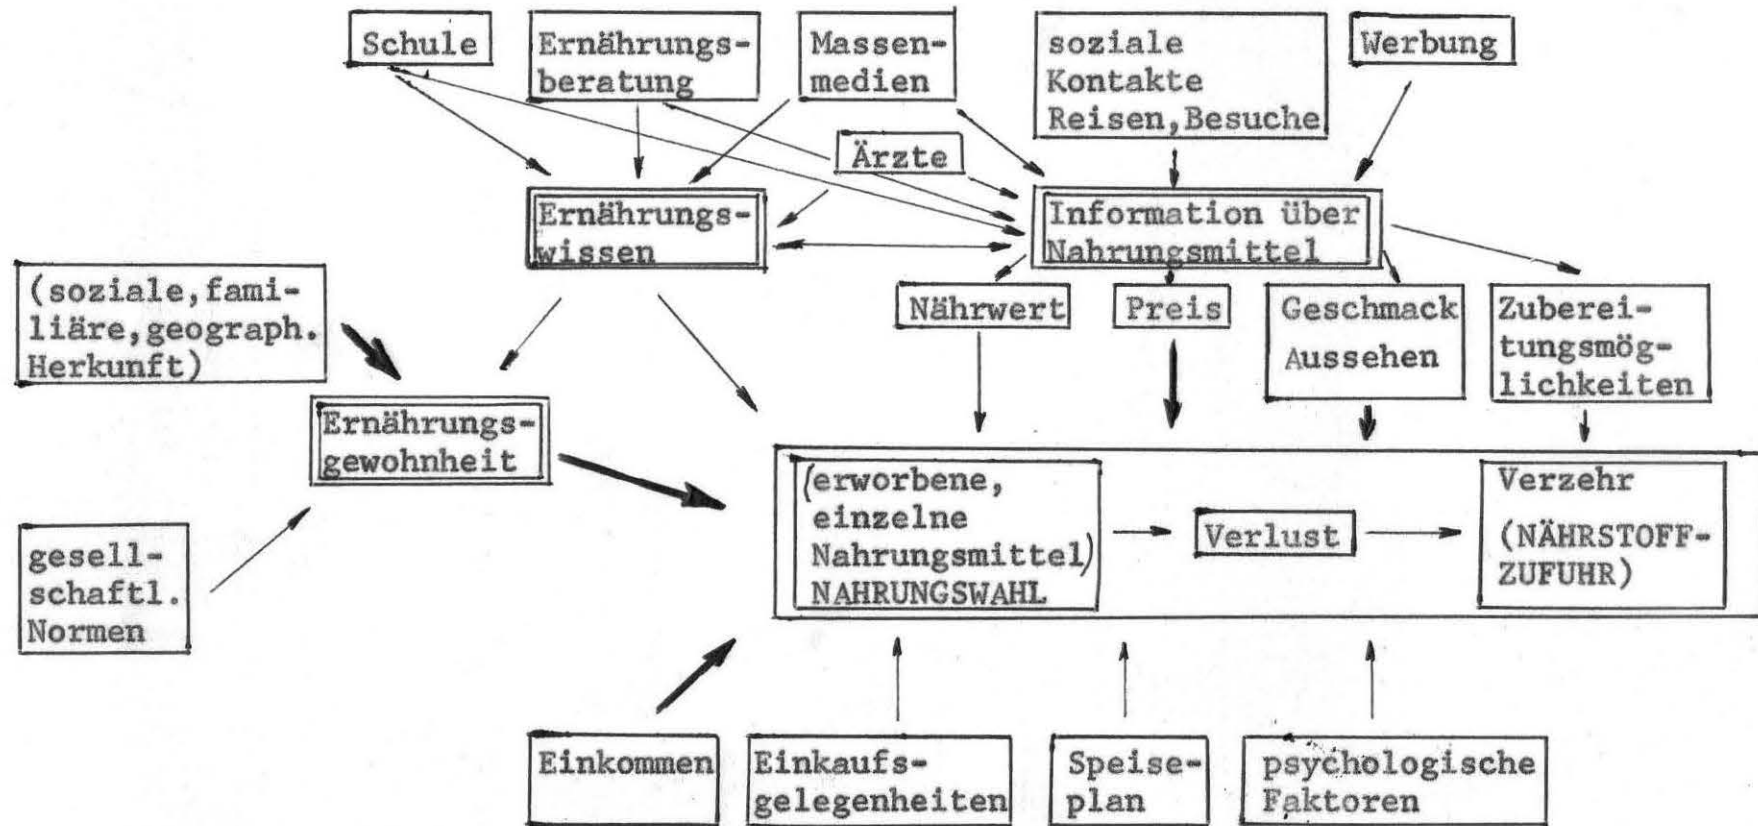 Schule
Ernährungs-
beratung
Massen-
medien
soziale
Kontakte
Reisen,Besuche
Werbung
Ärzte
Ernährungs-
wissen
Information über
Nahrungsmittel
(soziale,fami-
liäre,geograph.
Herkunft)
Nährwert
Preis
Geschmack
Aussehen
Zuberei-
tungsmög-
lichkeiten
Ernährungs-
gewohnheit
gesell-
schaftl.
Normen
(erworbene,
einzelne
Nahrungsmittel)
NAHRUNGSWAHL
Verlust
Verzehr
(NÄHRSTOFF-
ZUFUHR)
Einkommen
Einkaufs-
gelegenheiten
Speise-
plan
psychologische
Faktoren